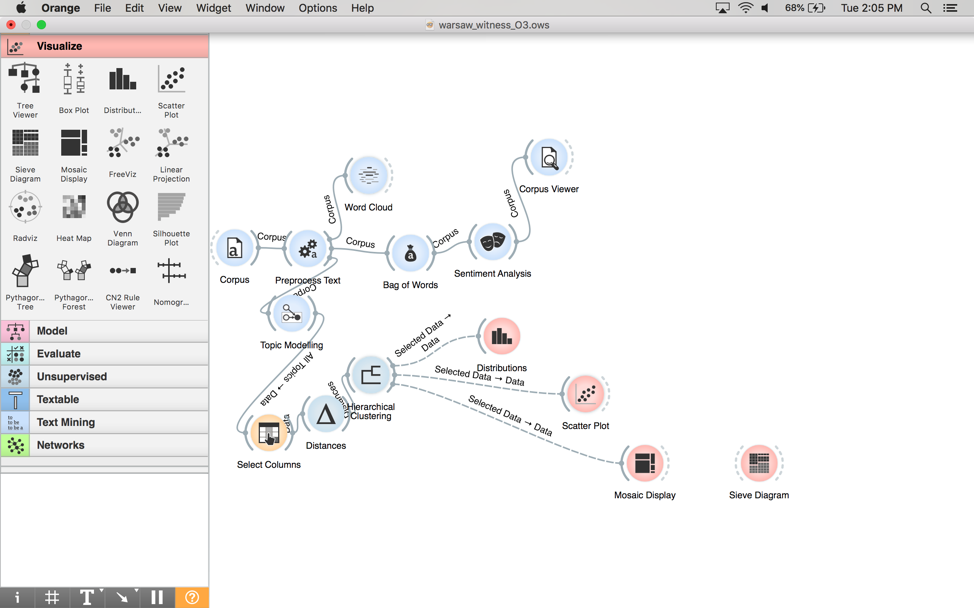 Orange File Edit View Widget Window Options Help 68% Tue 2:05 PM
warsaw_witness_O3.ows
Visualize
Tree Viewer
Box Plot
Distribut...
Scatter Plot
Sieve Diagram
Mosaic Display
FreeViz
Linear Projection
Radviz
Heat Map
Venn Diagram
Silhouette Plot
Pythagor... Tree
Pythagor... Forest
CN2 Rule Viewer
Nomogr...
Model
Evaluate
Unsupervised
Textable
Text Mining
Networks
Corpus Viewer
Corpus
Word Cloud
Corpus
Corpus
Corpus
Corpus
Corpus
Preprocess Text
Bag of Words
Sentiment Analysis
Corpus
Topic Modelling
All Topics → Data
Selected Data → Data
Distributions
Selected Data → Data
Scatter Plot
Selected Data → Data
Hierarchical Clustering
Distances
Data
Distances
Select Columns
Mosaic Display
Sieve Diagram